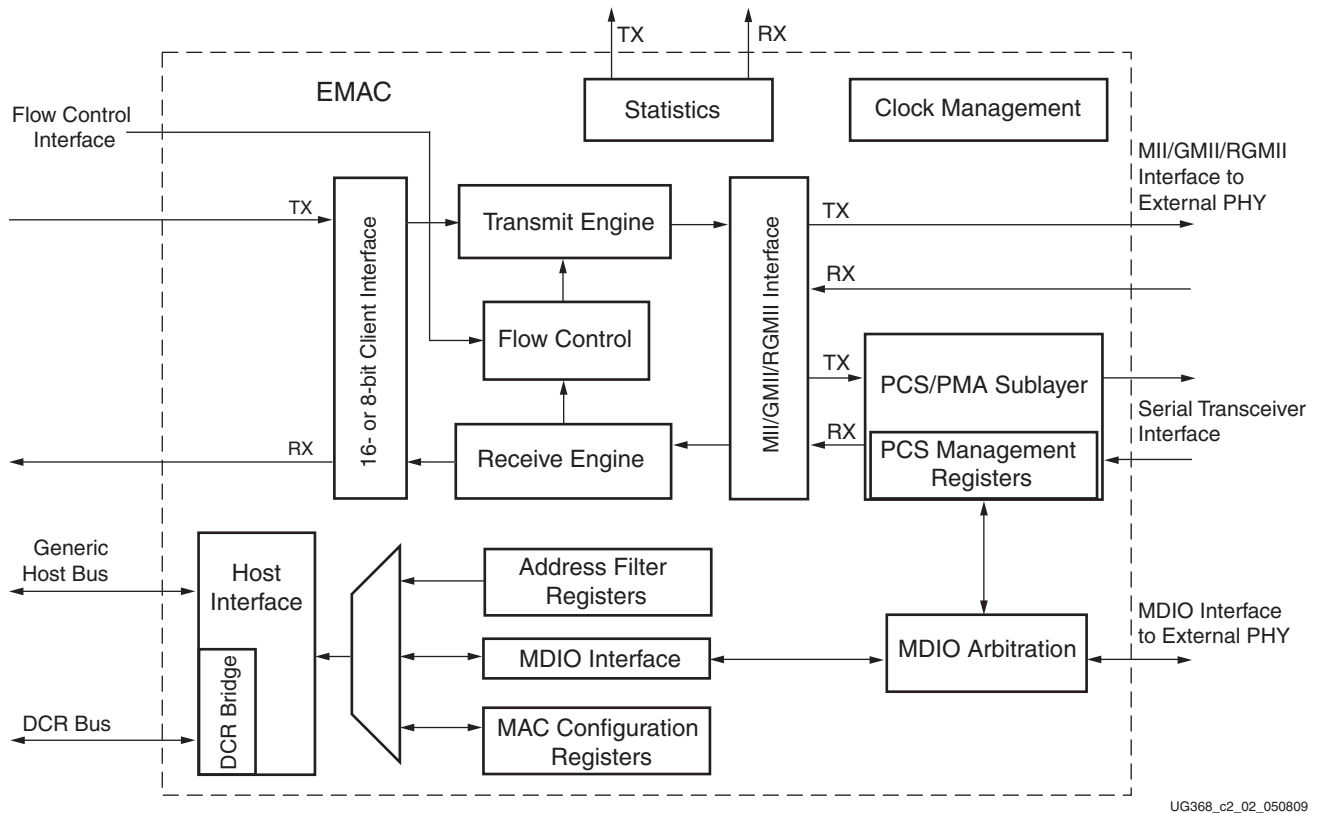 TX
RX
EMAC
Statistics
Clock Management
Flow Control
Interface
MII/GMII/RGMII
Interface to
External PHY
TX
16- or 8-bit Client Interface
Transmit Engine
MII/GMII/RGMII Interface
TX
RX
Flow Control
TX
PCS/PMA Sublayer
Serial Transceiver
Interface
RX
Receive Engine
RX
PCS Management
Registers
Generic
Host Bus
Host
Interface
Address Filter
Registers
MDIO Interface
MDIO Arbitration
MDIO Interface
to External PHY
DCR Bus
DCR Bridge
MAC Configuration
Registers
UG368_c2_02_050809